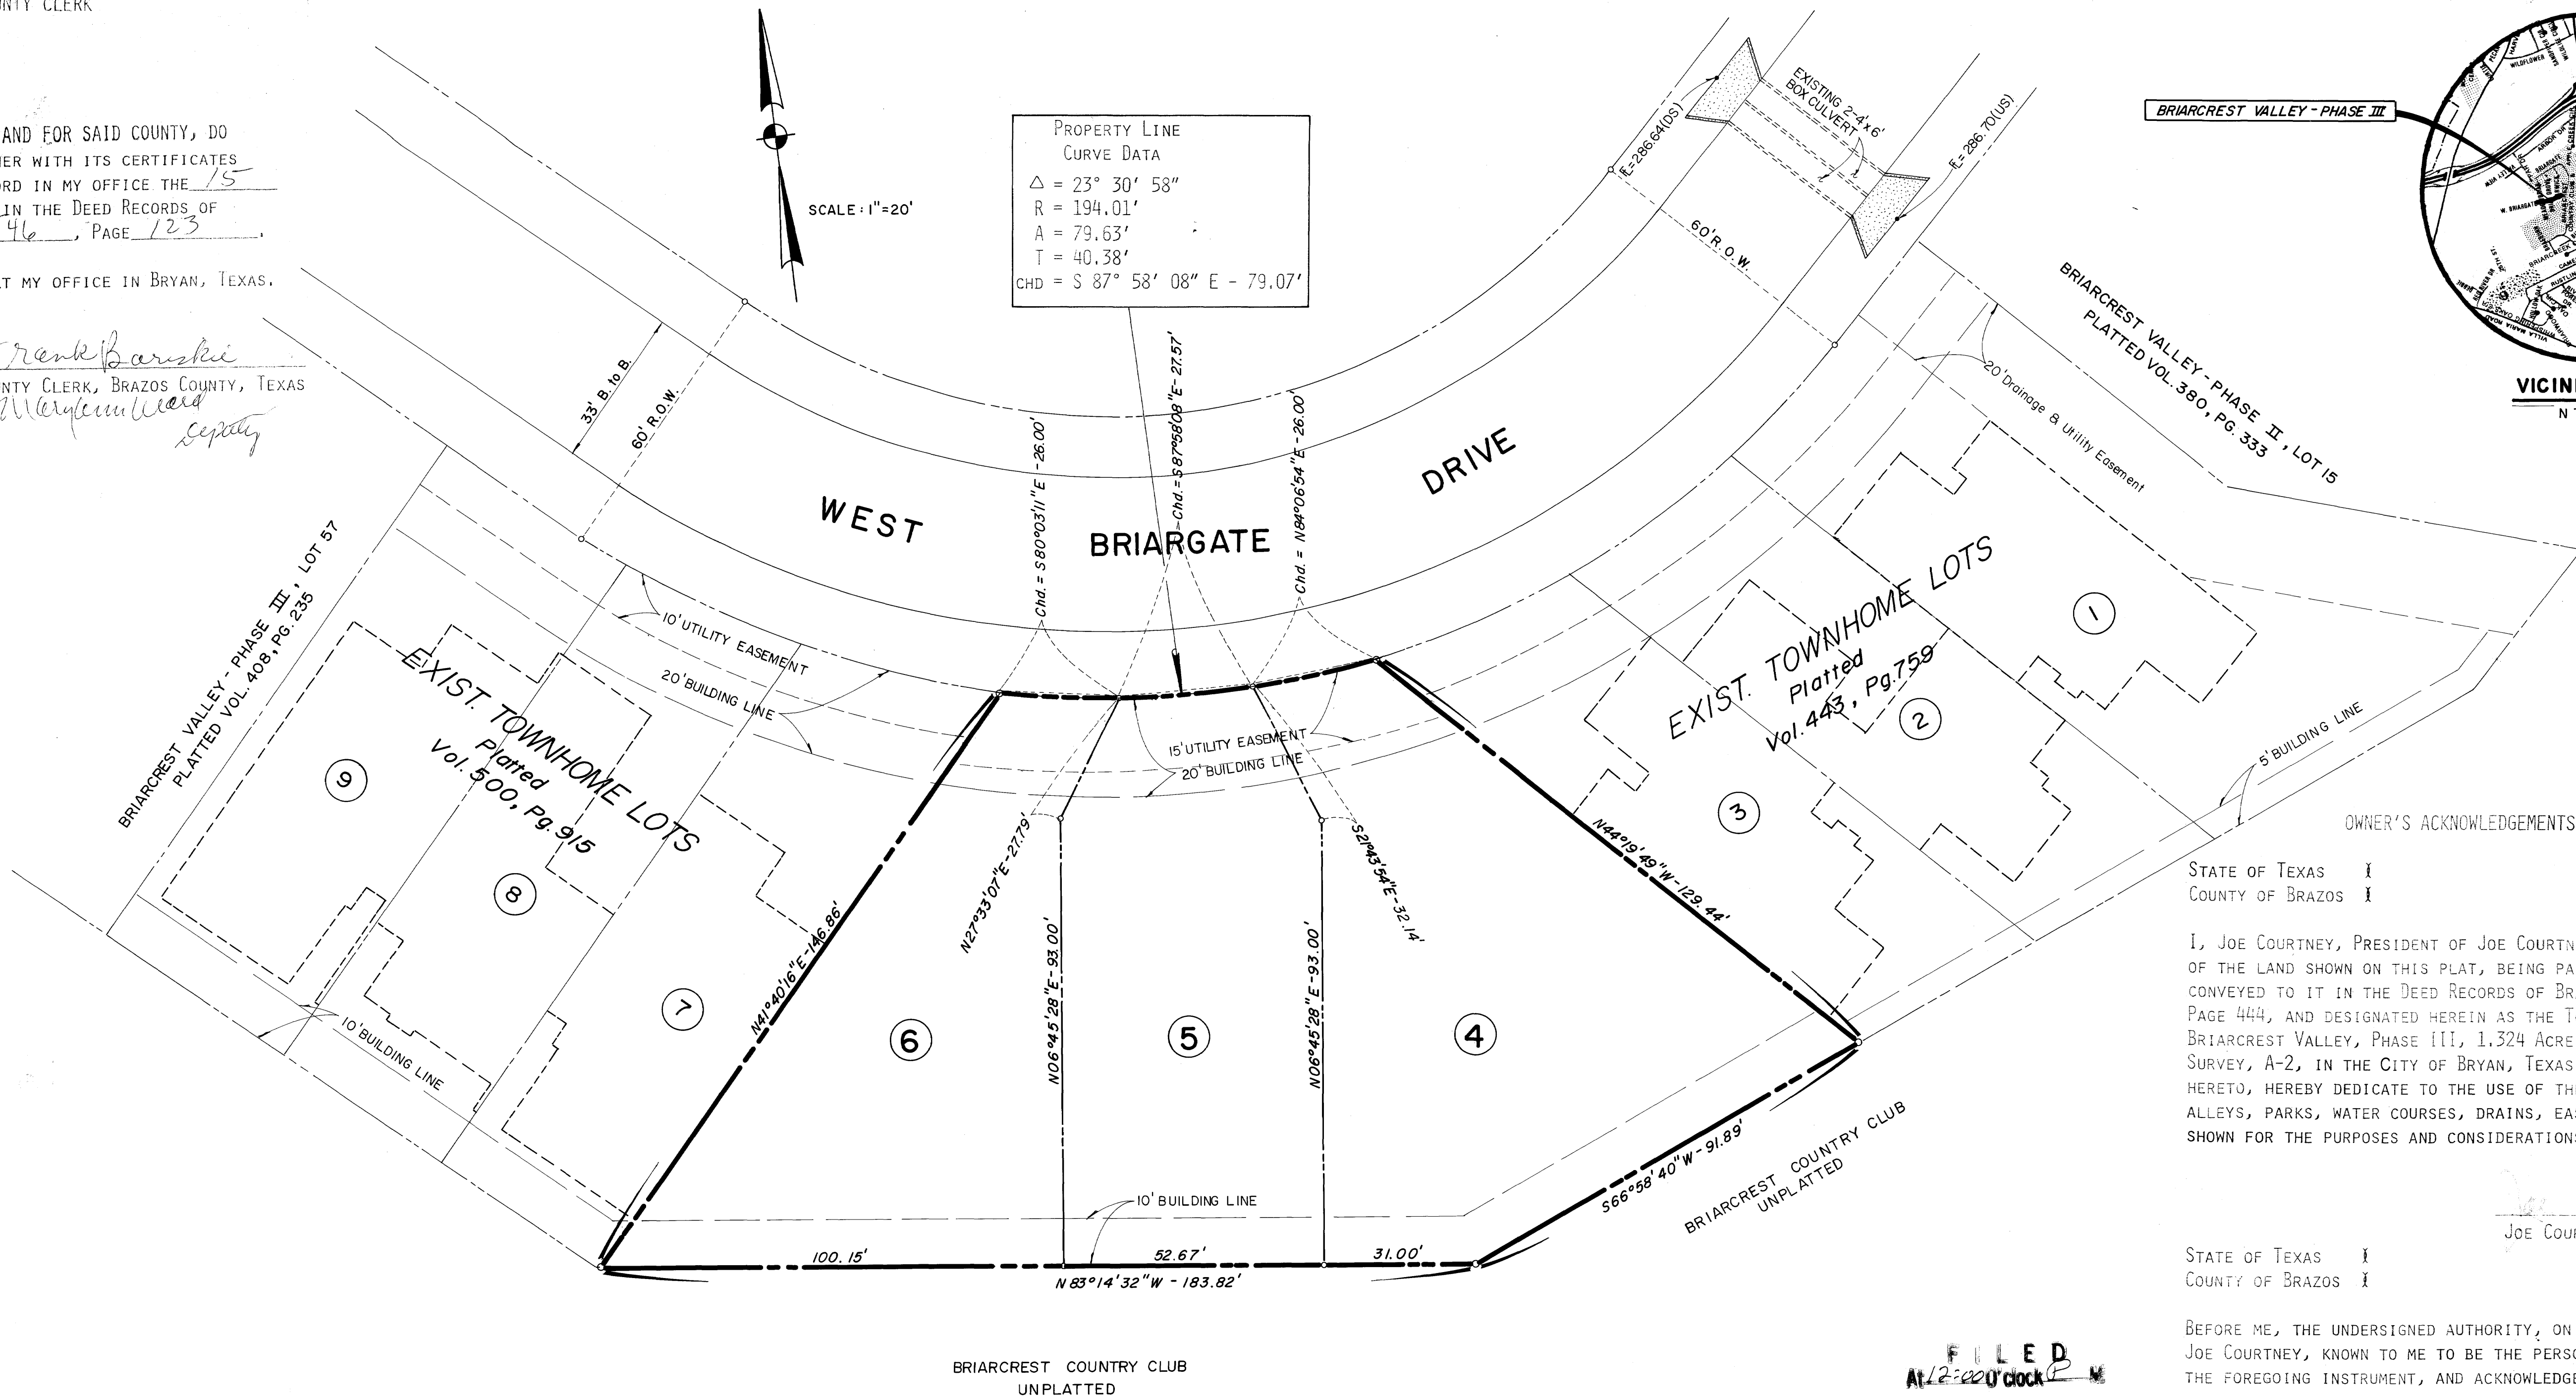 COUNTY CLERK
AND FOR SAID COUNTY, DO
HER WITH ITS CERTIFICATES
ORD IN MY OFFICE THE 15
IN THE DEED RECORDS OF
46, PAGE 123.
AT MY OFFICE IN BRYAN, TEXAS.
Frank Boriskie
COUNTY CLERK, BRAZOS COUNTY, TEXAS
Mary Ann Ward
Deputy
SCALE: 1"=20'
PROPERTY LINE
CURVE DATA
Δ = 23° 30' 58"
R = 194.01'
A = 79.63'
T = 40.38'
CHD = S 87° 58' 08" E - 79.07'
EXISTING 2-4'x6'
BOX CULVERT
℄=286.64(DS)
℄=286.70(US)
60' R.O.W.
BRIARCREST VALLEY - PHASE III
WILDFLOWER
W. BRIARGATE
VILLA MARIA ROAD
VICIN
N T
BRIARCREST VALLEY - PHASE II, LOT 15
PLATTED VOL. 380, PG. 333
20' Drainage & Utility Easement
33' B. to B.
60' R.O.W.
WEST BRIARGATE DRIVE
Chd. = S80°03'11"E - 26.00'
Chd. = S87°58'08"E - 27.57'
Chd. = N84°06'54"E - 26.00'
BRIARCREST VALLEY - PHASE III, LOT 57
PLATTED VOL. 408, PG. 235
10' UTILITY EASEMENT
20' BUILDING LINE
EXIST. TOWNHOME LOTS
Platted
Vol. 500, Pg. 915
9
8
7
10' BUILDING LINE
15' UTILITY EASEMENT
20' BUILDING LINE
EXIST. TOWNHOME LOTS
Platted
Vol. 443, Pg. 759
1
2
3
5' BUILDING LINE
N41°40'16"E - 146.86'
N27°33'07"E - 27.79'
N06°45'28"E - 93.00'
N06°45'28"E - 93.00'
S21°43'54"E - 32.14'
N44°19'49"W - 129.44'
6
5
4
10' BUILDING LINE
100.15'
52.67'
31.00'
N 83°14'32"W - 183.82'
S66°58'40"W - 91.89'
BRIARCREST COUNTRY CLUB
UNPLATTED
BRIARCREST COUNTRY CLUB
UNPLATTED
OWNER'S ACKNOWLEDGEMENTS
STATE OF TEXAS
COUNTY OF BRAZOS
I, JOE COURTNEY, PRESIDENT OF JOE COURTN
OF THE LAND SHOWN ON THIS PLAT, BEING PA
CONVEYED TO IT IN THE DEED RECORDS OF BR
PAGE 444, AND DESIGNATED HEREIN AS THE T
BRIARCREST VALLEY, PHASE III, 1.324 ACRE
SURVEY, A-2, IN THE CITY OF BRYAN, TEXAS
HERETO, HEREBY DEDICATE TO THE USE OF TH
ALLEYS, PARKS, WATER COURSES, DRAINS, EA
SHOWN FOR THE PURPOSES AND CONSIDERATION
JOE COU
STATE OF TEXAS
COUNTY OF BRAZOS
BEFORE ME, THE UNDERSIGNED AUTHORITY, ON
JOE COURTNEY, KNOWN TO ME TO BE THE PERSO
THE FOREGOING INSTRUMENT, AND ACKNOWLEDGE
FILED
At 12:00 O'clock P M